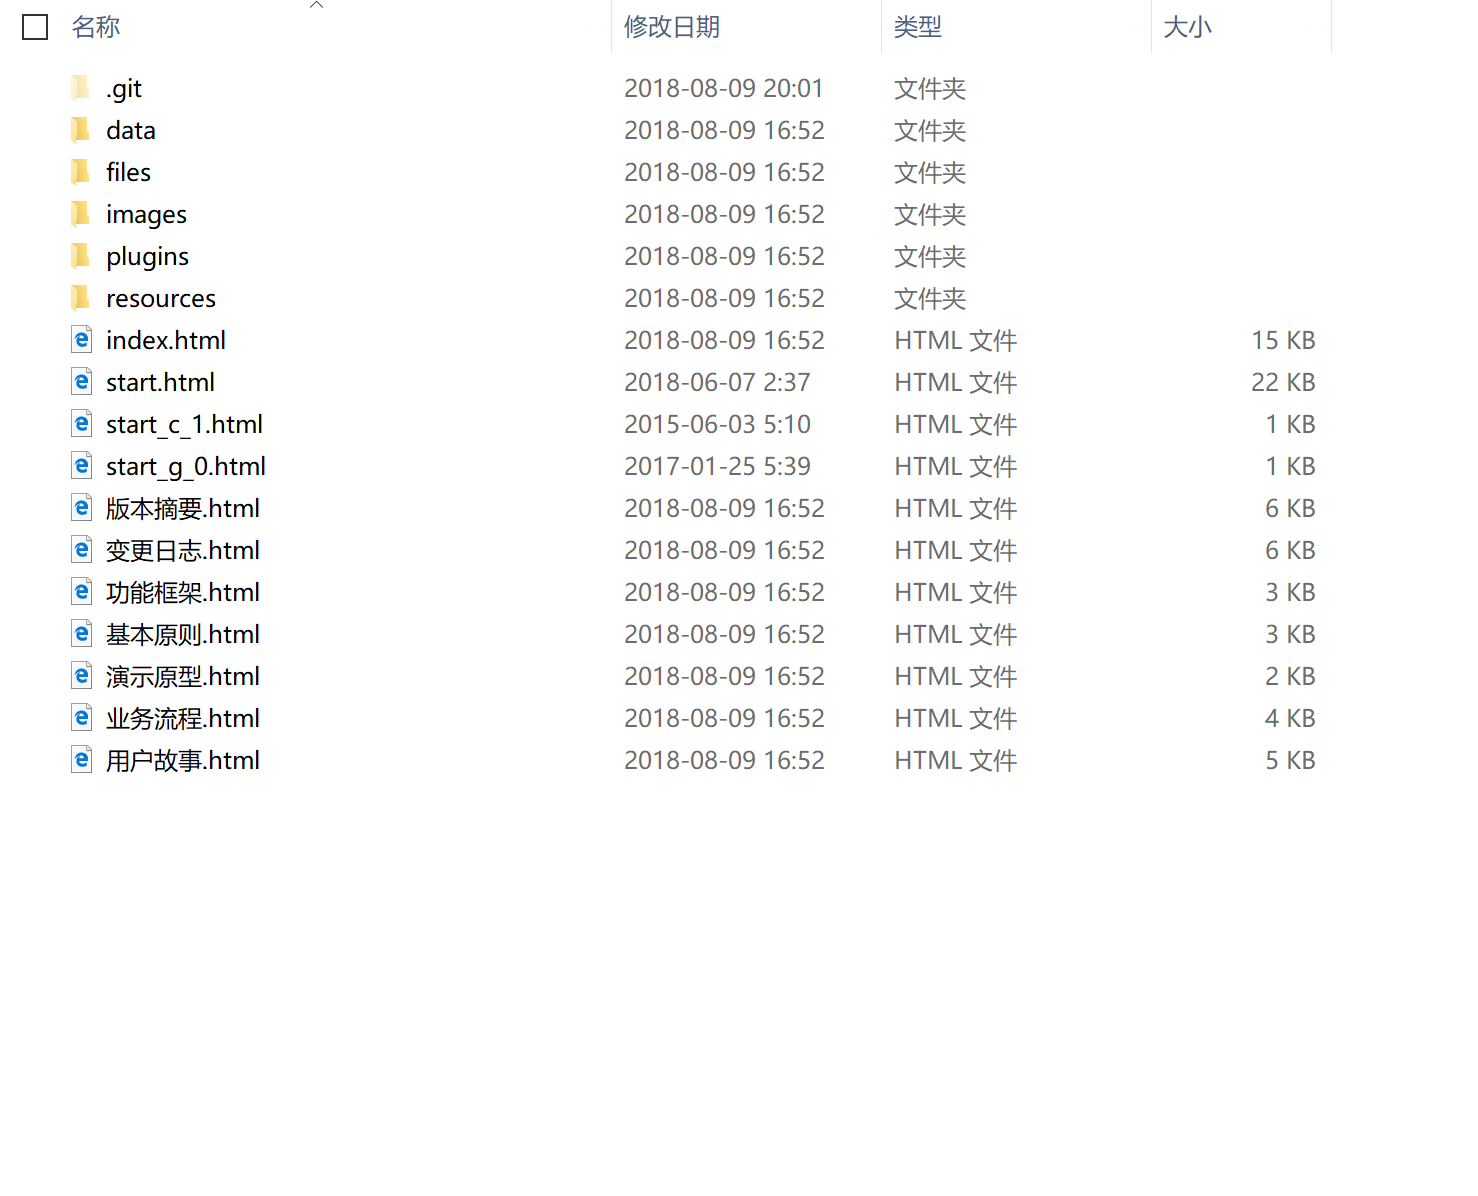 名称 修改日期 类型 大小
.git 2018-08-09 20:01 文件夹
data 2018-08-09 16:52 文件夹
files 2018-08-09 16:52 文件夹
images 2018-08-09 16:52 文件夹
plugins 2018-08-09 16:52 文件夹
resources 2018-08-09 16:52 文件夹
index.html 2018-08-09 16:52 HTML 文件 15 KB
start.html 2018-06-07 2:37 HTML 文件 22 KB
start_c_1.html 2015-06-03 5:10 HTML 文件 1 KB
start_g_0.html 2017-01-25 5:39 HTML 文件 1 KB
版本摘要.html 2018-08-09 16:52 HTML 文件 6 KB
变更日志.html 2018-08-09 16:52 HTML 文件 6 KB
功能框架.html 2018-08-09 16:52 HTML 文件 3 KB
基本原则.html 2018-08-09 16:52 HTML 文件 3 KB
演示原型.html 2018-08-09 16:52 HTML 文件 2 KB
业务流程.html 2018-08-09 16:52 HTML 文件 4 KB
用户故事.html 2018-08-09 16:52 HTML 文件 5 KB